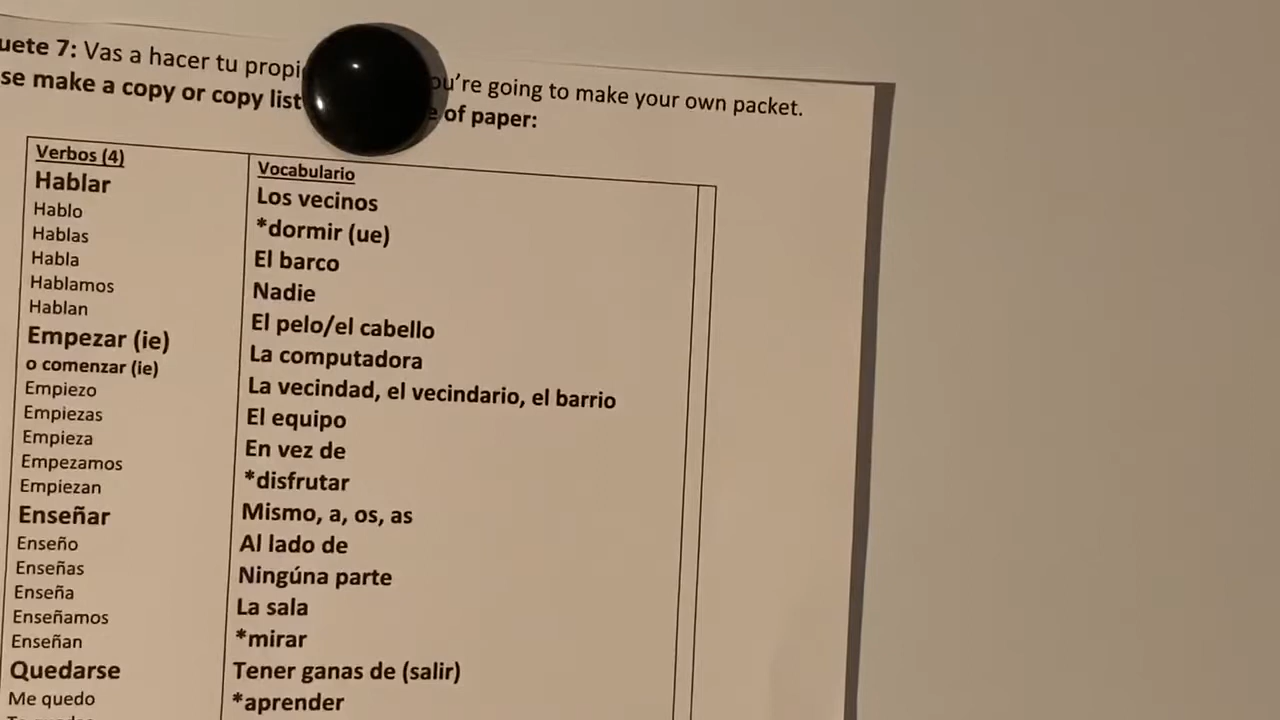 7: Vas a hacer tu going to make your own packet.
make a copy or copy list of paper:
Verbos (4)
Hablar
Hablo
Hablas
Habla
Hablamos
Hablan
Empezar (ie)
o comenzar (ie)
Empiezo
Empiezas
Empieza
Empezamos
Empiezan
Enseñar
Enseño
Enseñas
Enseña
Enseñamos
Enseñan
Quedarse
Me quedo
Vocabulario
Los vecinos
*dormir (ue)
El barco
Nadie
El pelo/el cabello
La computadora
La vecindad, el vecindario, el barrio
El equipo
En vez de
*disfrutar
Mismo, a, os, as
Al lado de
Ningúna parte
La sala
*mirar
Tener ganas de (salir)
*aprender